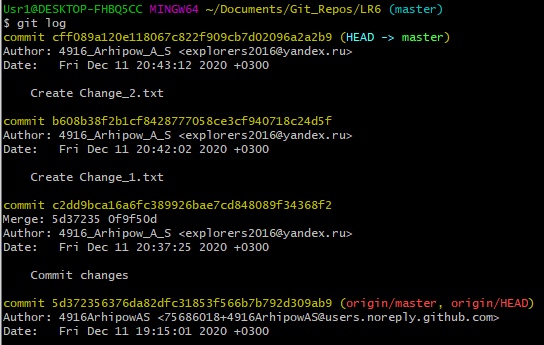 Usr1@DESKTOP-FHBQ5CC MINGW64 ~/Documents/Git_Repos/LR6 (master)
$ git log
commit cff089a120e118067c822f909cb7d02096a2a2b9 (HEAD -> master)
Author: 4916_Arhipow_A_S <explorers2016@yandex.ru>
Date:   Fri Dec 11 20:43:12 2020 +0300
    Create Change_2.txt
commit b608b38f2b1cf8428777058ce3cf940718c24d5f
Author: 4916_Arhipow_A_S <explorers2016@yandex.ru>
Date:   Fri Dec 11 20:42:02 2020 +0300
    Create Change_1.txt
commit c2dd9bca16a6fc389926bae7cd848089f34368f2
Merge: 5d37235 0f9f50d
Author: 4916_Arhipow_A_S <explorers2016@yandex.ru>
Date:   Fri Dec 11 20:37:25 2020 +0300
    Commit changes
commit 5d372356376da82dfc31853f566b7b792d309ab9 (origin/master, origin/HEAD)
Author: 4916ArhipowAS <75686018+4916ArhipowAS@users.noreply.github.com>
Date:   Fri Dec 11 19:15:01 2020 +0300